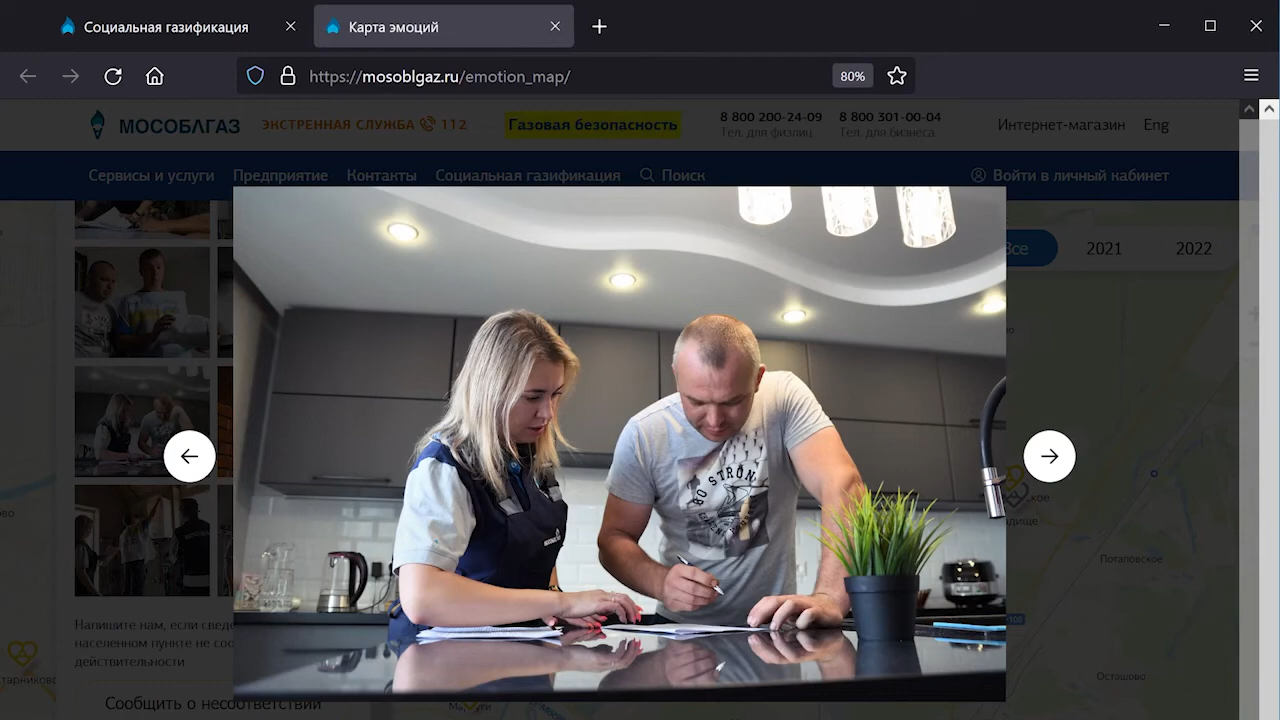 Социальная газификация
Карта эмоций
https://mosoblgaz.ru/emotion_map/
80%
МОСОБЛГАЗ
ЭКСТРЕННАЯ СЛУЖБА 112
Газовая безопасность
8 800 200-24-09
Тел. для физлиц
8 800 301-00-04
Тел. для бизнеса
Интернет-магазин
Eng
Сервисы и услуги
Предприятие
Контакты
Социальная газификация
Поиск
Войти в личный кабинет
Все
2021
2022
Потаповское
Осташово
Напишите нам, если
населенном пункте не
действительности
Сообщить о несоответствии